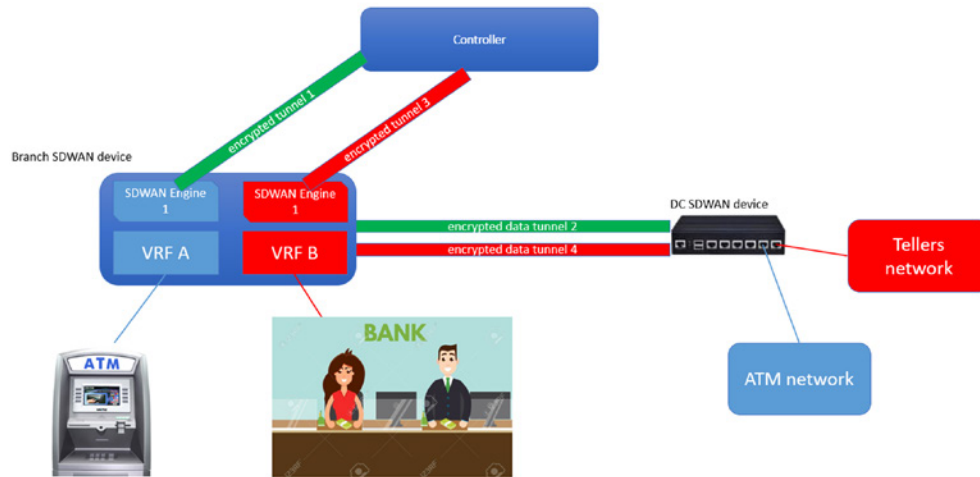 Controller
encrypted tunnel 1
encrypted tunnel 3
Branch SDWAN device
SDWAN Engine
1
SDWAN Engine
1
VRF A
VRF B
encrypted data tunnel 2
encrypted data tunnel 4
DC SDWAN device
Tellers
network
ATM network
ATM
BANK